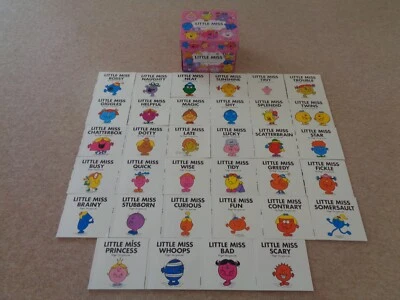 LITTLE MISS
LITTLE MISS BOSSY
LITTLE MISS NAUGHTY
LITTLE MISS NEAT
LITTLE MISS SUNSHINE
LITTLE MISS TINY
LITTLE MISS TROUBLE
LITTLE MISS GIGGLES
LITTLE MISS HELPFUL
LITTLE MISS MAGIC
LITTLE MISS SHY
LITTLE MISS SPLENDID
LITTLE MISS TWINS
LITTLE MISS CHATTERBOX
LITTLE MISS DOTTY
LITTLE MISS LATE
LITTLE MISS LUCKY
LITTLE MISS SCATTERBRAIN
LITTLE MISS STAR
LITTLE MISS BUSY
LITTLE MISS QUICK
LITTLE MISS WISE
LITTLE MISS TIDY
LITTLE MISS GREEDY
LITTLE MISS FICKLE
LITTLE MISS BRAINY
LITTLE MISS STUBBORN
LITTLE MISS CURIOUS
LITTLE MISS FUN
LITTLE MISS CONTRARY
LITTLE MISS SOMERSAULT
LITTLE MISS PRINCESS
LITTLE MISS WHOOPS
LITTLE MISS BAD
LITTLE MISS SCARY